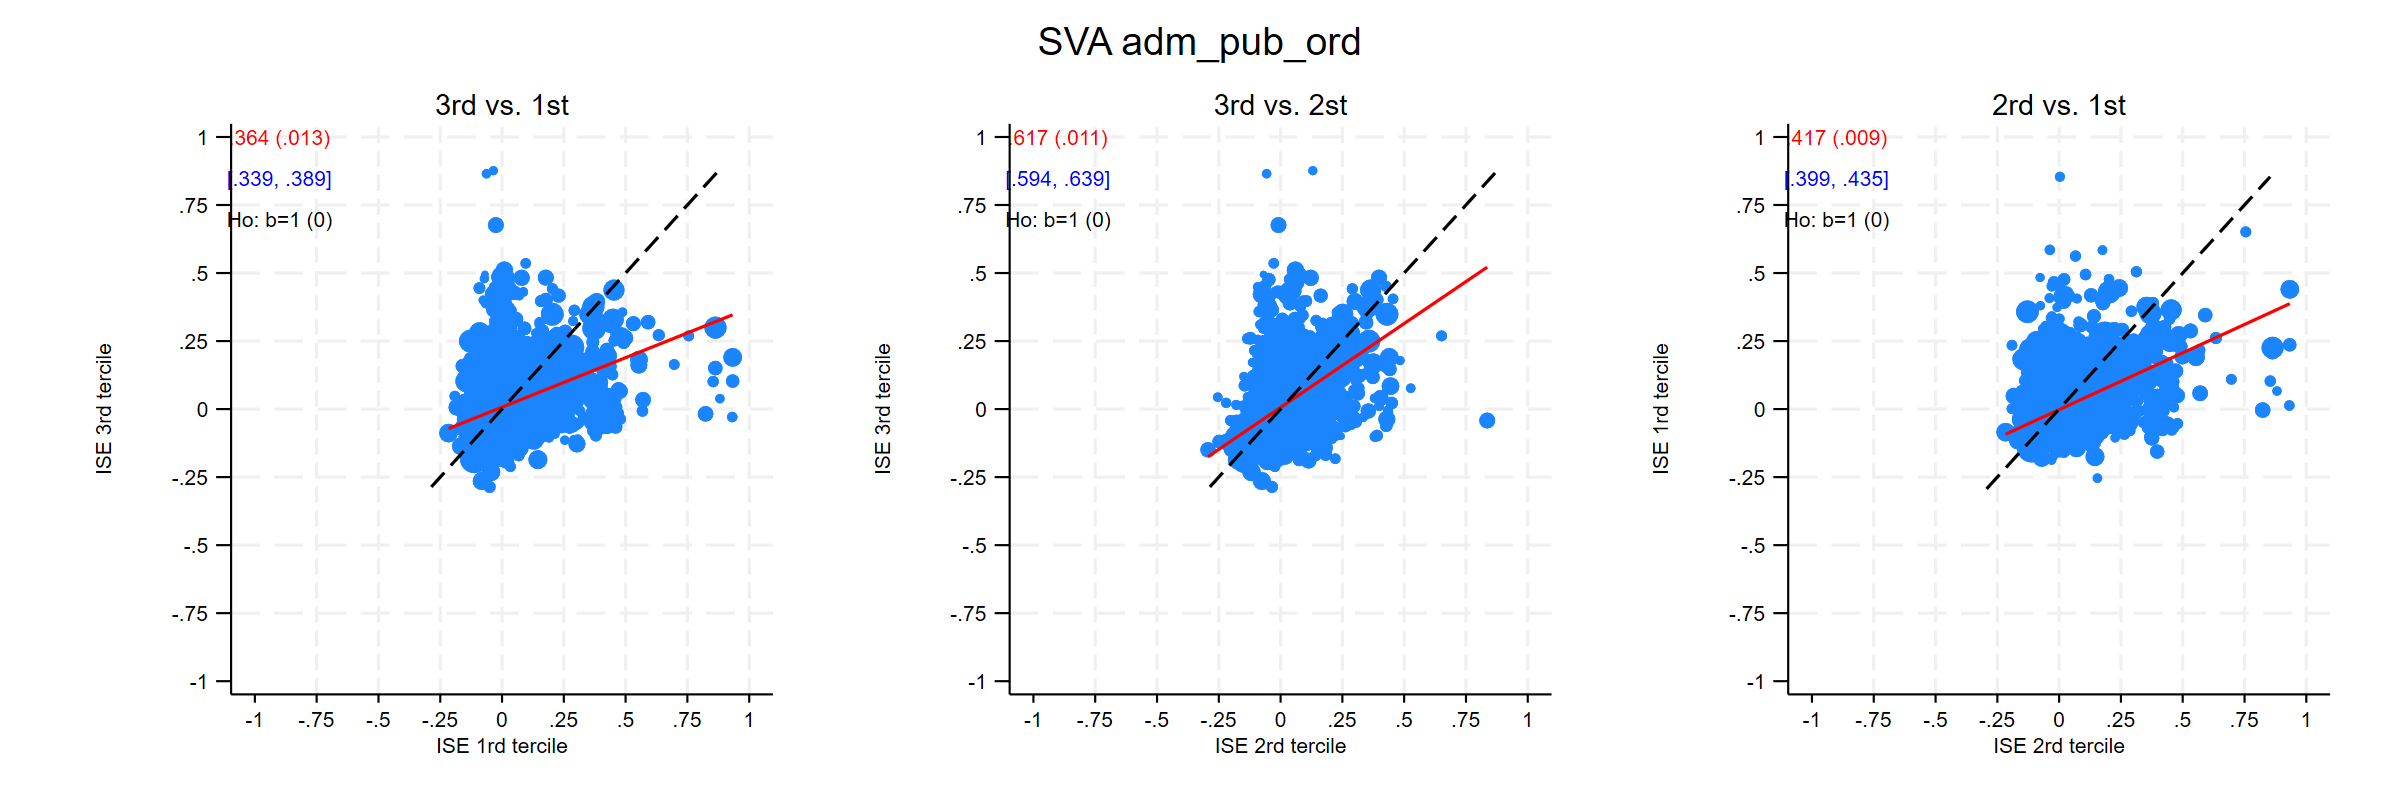 SVA adm_pub_ord
3rd vs. 1st
.364 (.013)
[.339, .389]
Ho: b=1 (0)
1
.75
.5
.25
0
-.25
-.5
-.75
-1
ISE 3rd tercile
-1 -.75 -.5 -.25 0 .25 .5 .75 1
ISE 1rd tercile
3rd vs. 2st
.617 (.011)
[.594, .639]
Ho: b=1 (0)
1
.75
.5
.25
0
-.25
-.5
-.75
-1
ISE 3rd tercile
-1 -.75 -.5 -.25 0 .25 .5 .75 1
ISE 2rd tercile
2rd vs. 1st
.417 (.009)
[.399, .435]
Ho: b=1 (0)
1
.75
.5
.25
0
-.25
-.5
-.75
-1
ISE 1rd tercile
-1 -.75 -.5 -.25 0 .25 .5 .75 1
ISE 2rd tercile